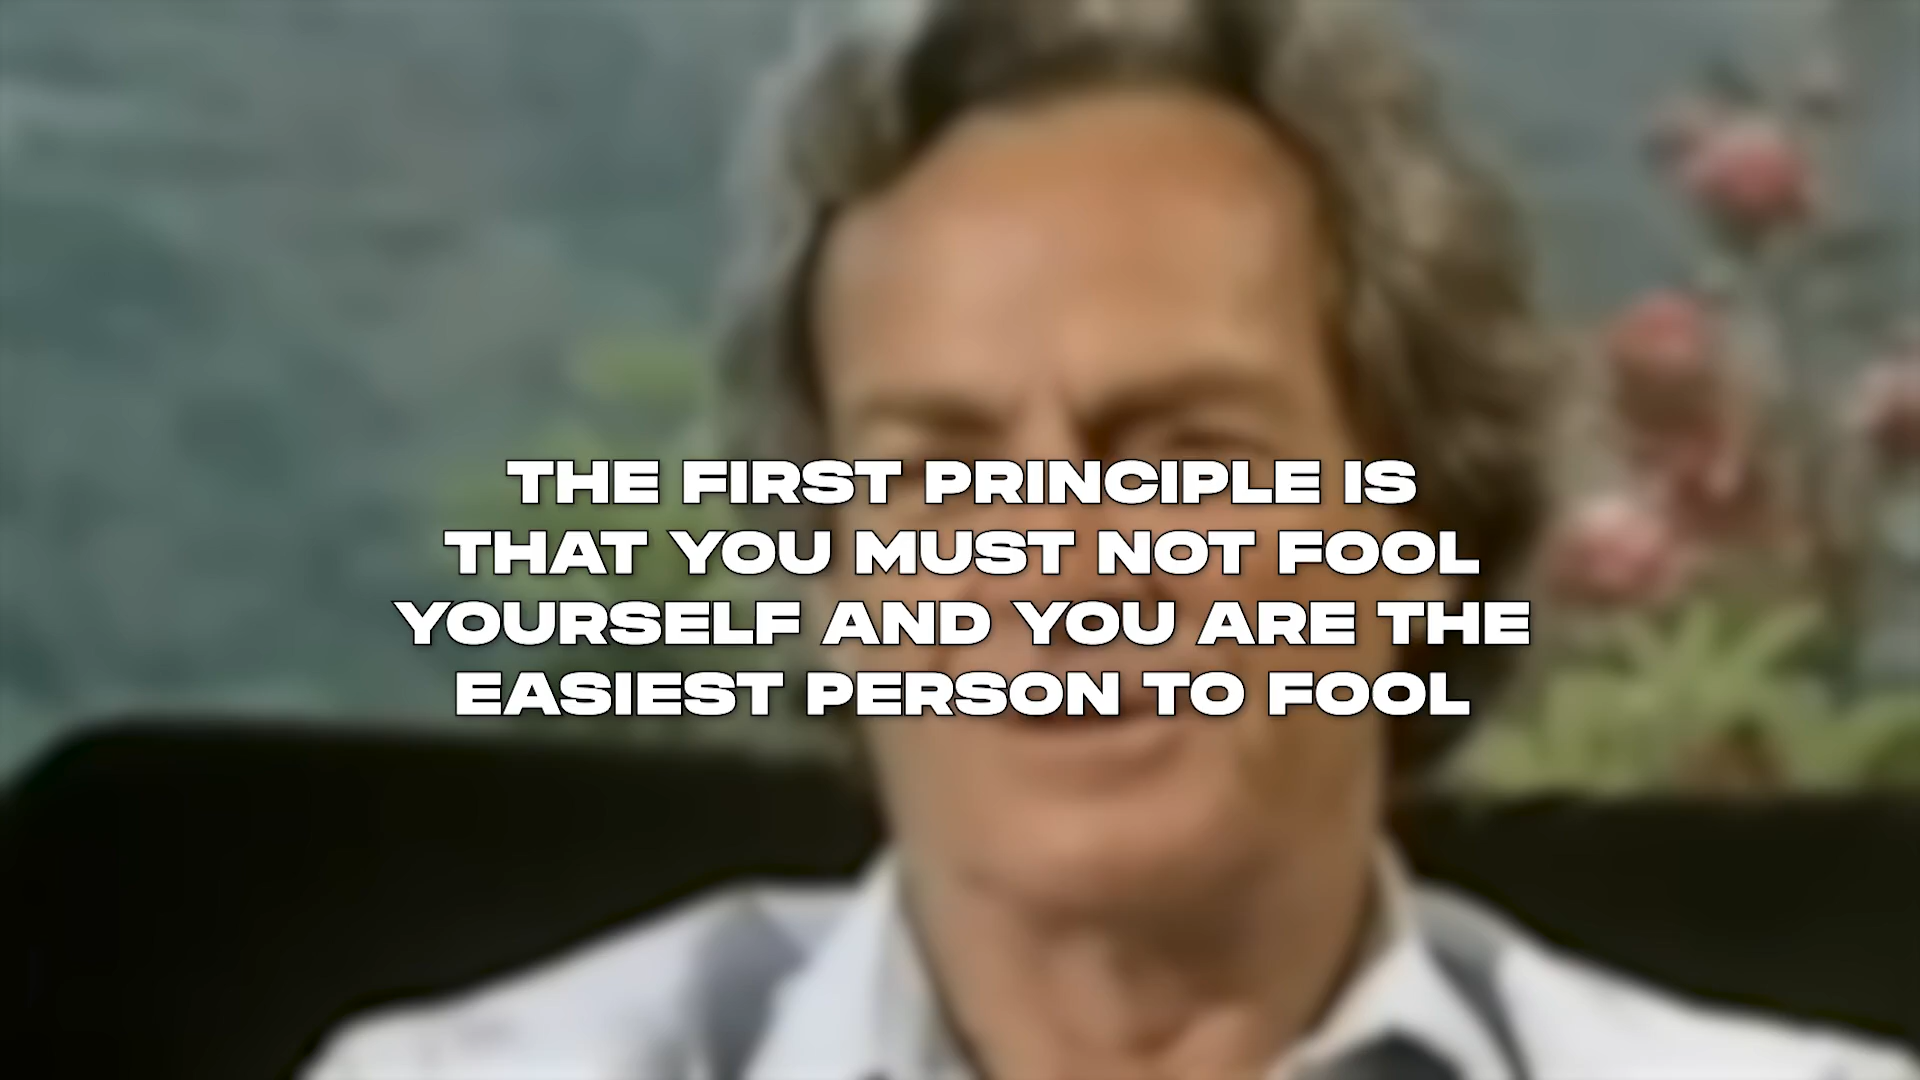 THE FIRST PRINCIPLE IS
THAT YOU MUST NOT FOOL
YOURSELF AND YOU ARE THE
EASIEST PERSON TO FOOL